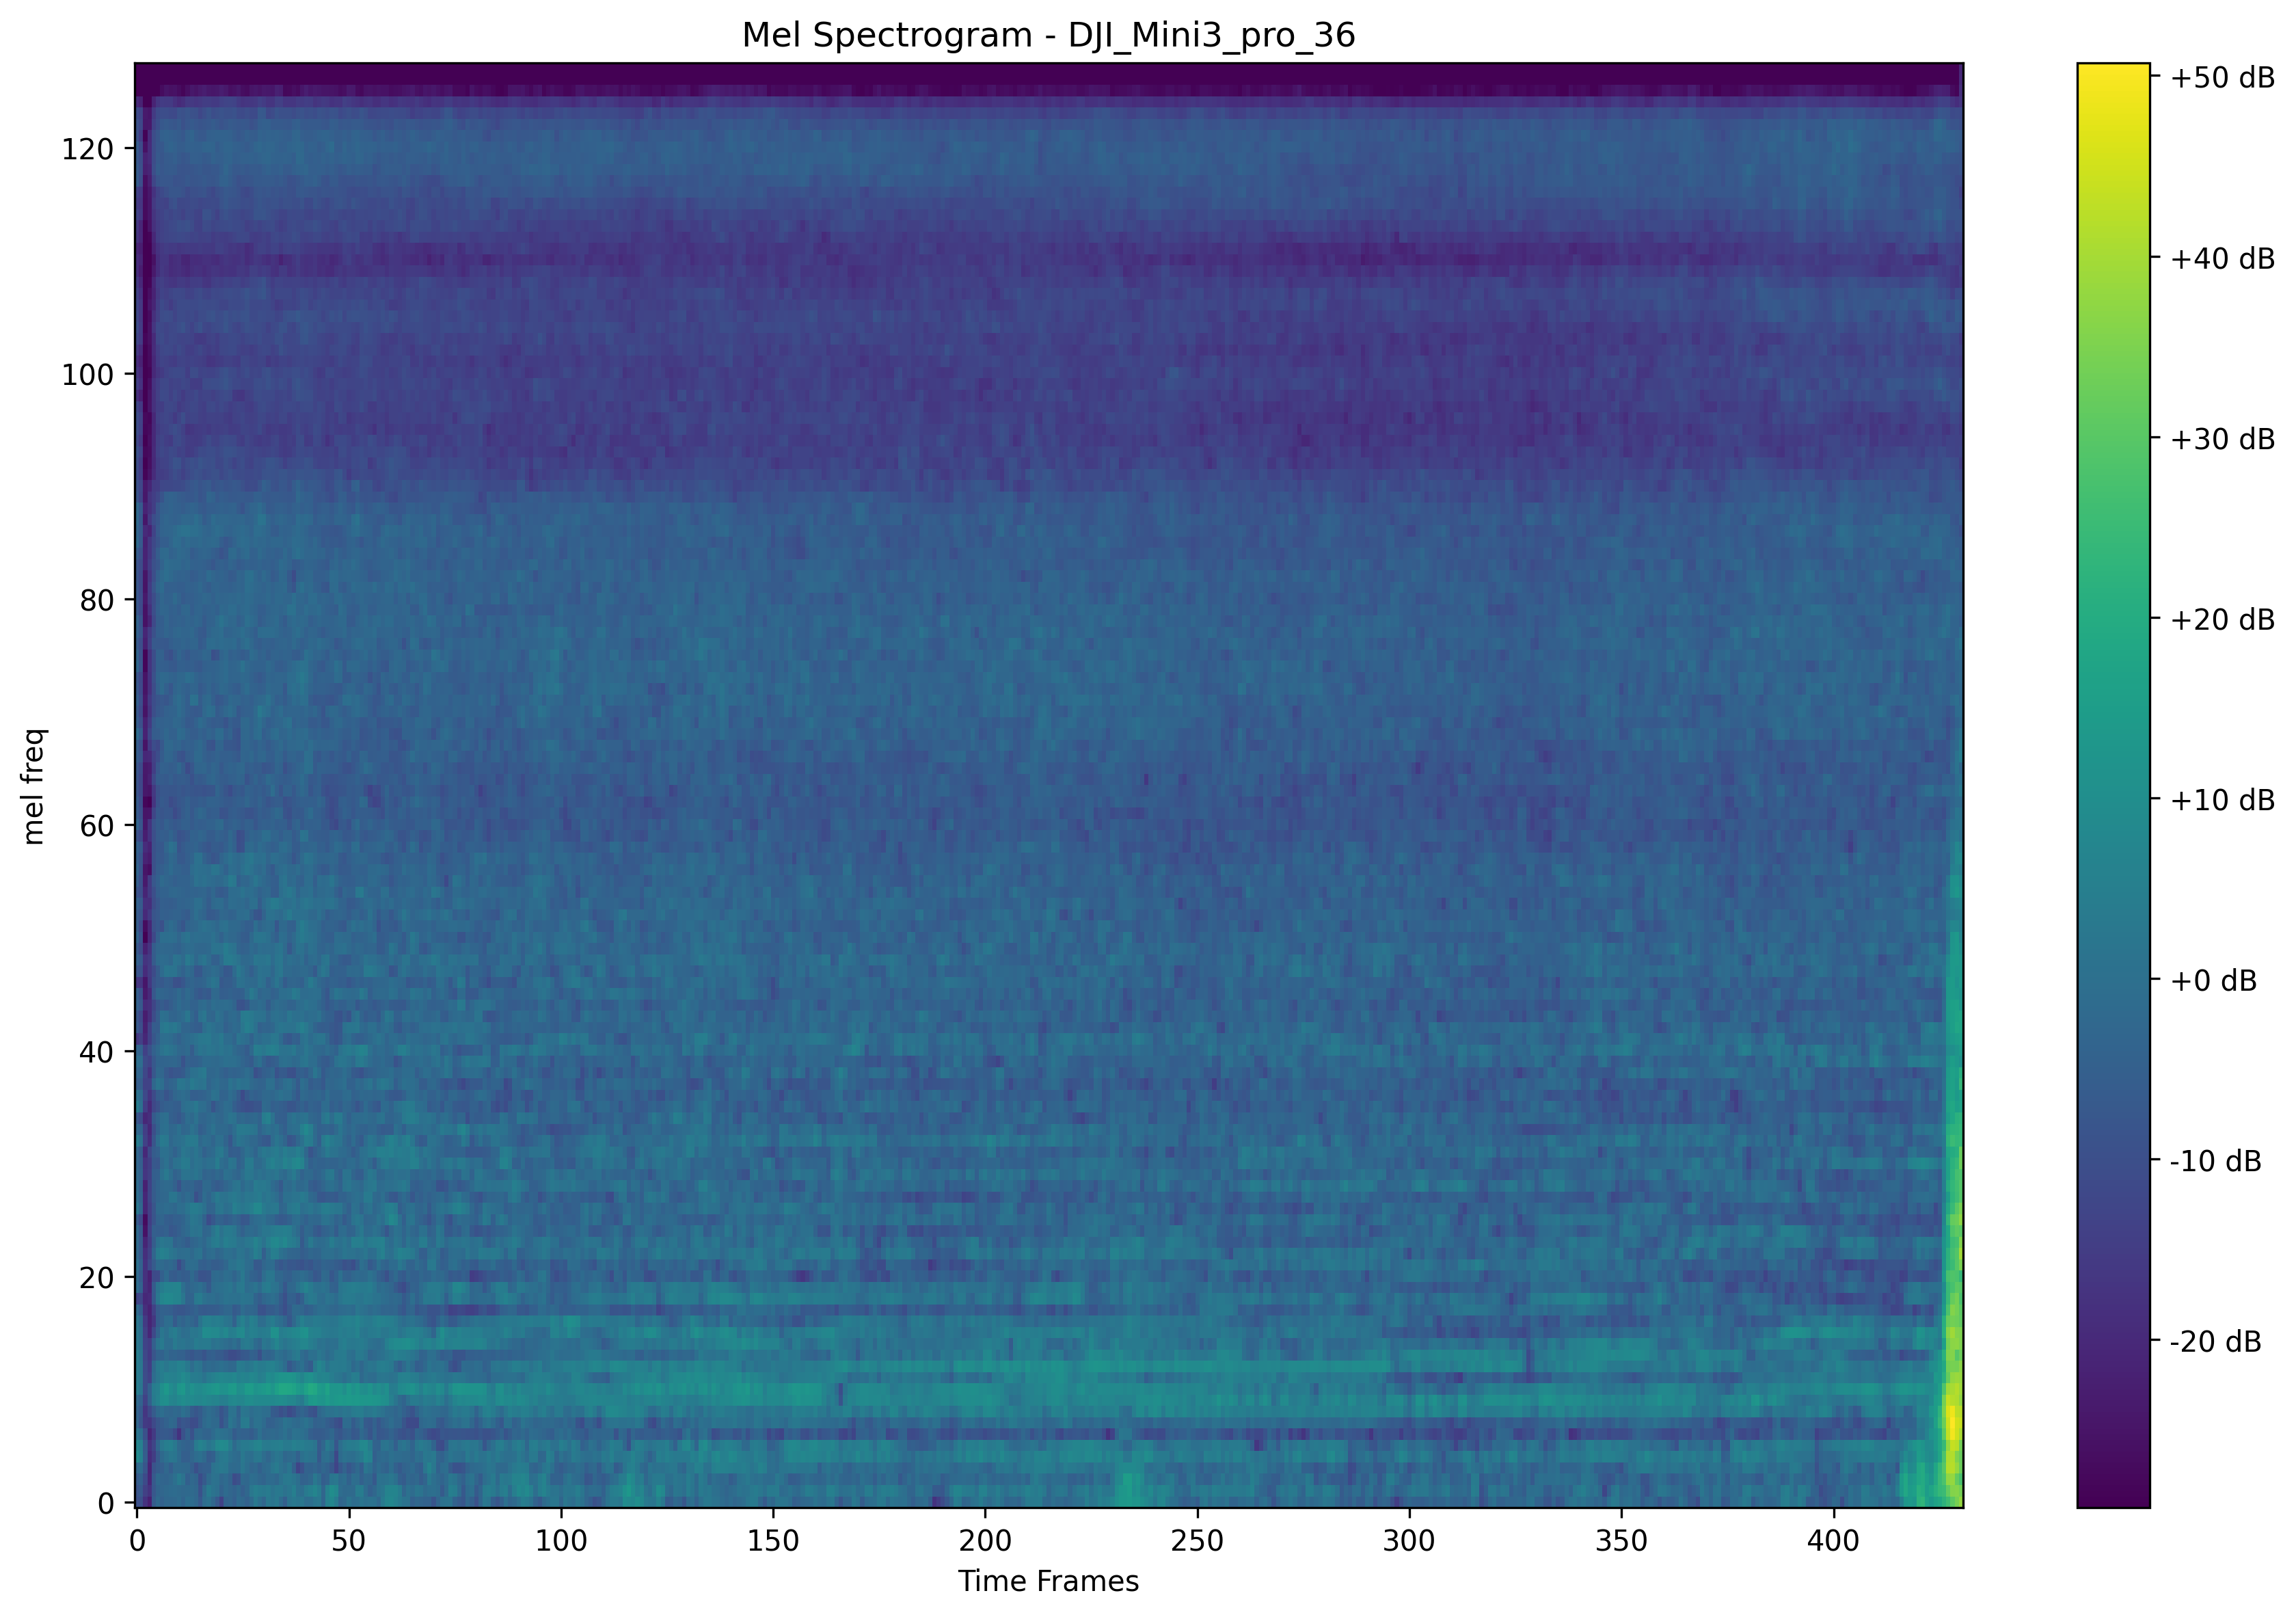 Mel Spectrogram - DJI_Mini3_pro_36
mel freq
120
100
80
60
40
20
0
0 50 100 150 200 250 300 350 400
Time Frames
+50 dB
+40 dB
+30 dB
+20 dB
+10 dB
+0 dB
-10 dB
-20 dB